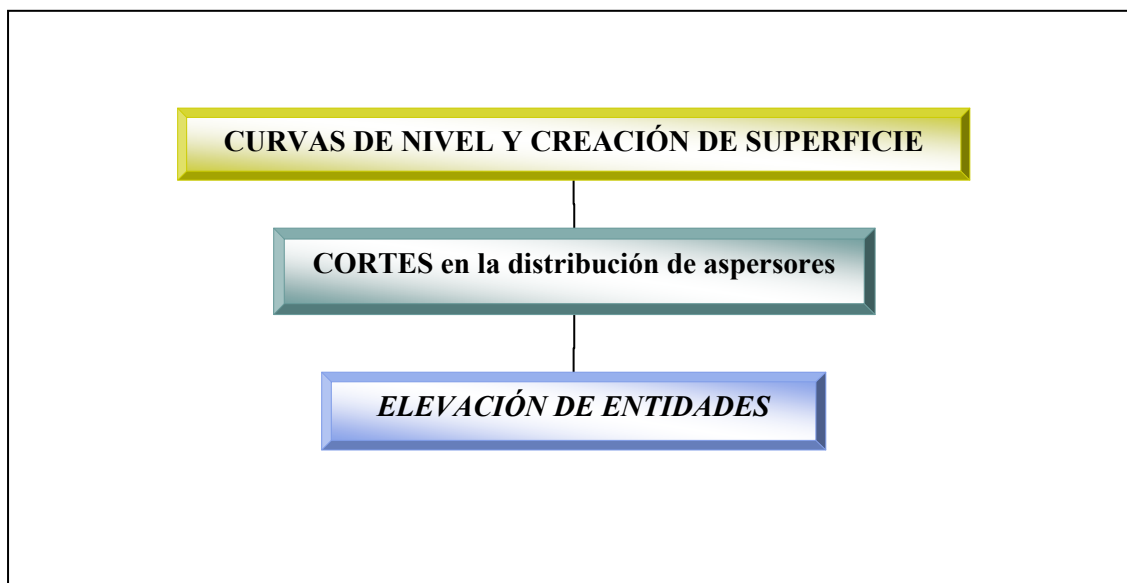 CURVAS DE NIVEL Y CREACIÓN DE SUPERFICIE
CORTES en la distribución de aspersores
ELEVACIÓN DE ENTIDADES